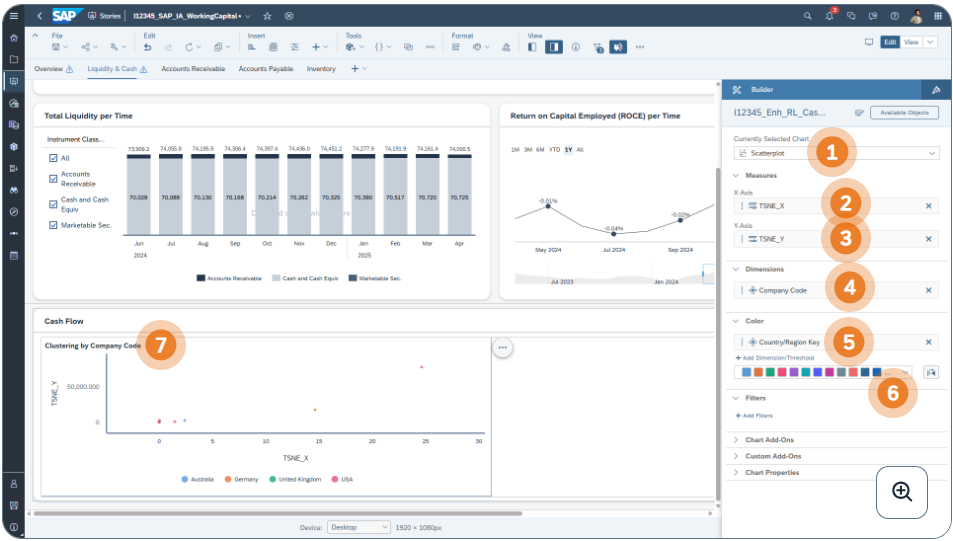 SAP Stories I12345_SAP_IA_WorkingCapital • 3
File Edit Insert Tools Format View
Edit View
Overview Liquidity & Cash Accounts Receivable Accounts Payable Inventory
Total Liquidity per Time
Instrument Class...
All
Accounts
Receivable
Cash and Cash
Equiv
Marketable Sec.
73,909.2 74,055.8 74,195.9 74,306.4 74,397.4 74,436.0 74,451.2 74,277.9 74,191.9 74,161.4 74,000.5
70,028 70,088 70,130 70,168 70,214 70,262 70,325 70,390 70,517 70,720 70,725
Jun Jul Aug Sep Oct Nov Dec Jan Feb Mar Apr
2024 2025
Accounts Receivable Cash and Cash Equiv Marketable Sec.
Return on Capital Employed (ROCE) per Time
1M 3M 6M YTD 1Y All
-0.01%
-0.04%
-0.02%
May 2024 Jul 2024 Sep 2024
Jul 2023 Jan 2024
Cash Flow
Clustering by Company Code 7
TSNE_Y
50,000,000
0
0 5 10 15 20 25 30
TSNE_X
Australia Germany United Kingdom USA
Device: Desktop 1920 × 1080px
Builder
I12345_Enh_RL_Cas... Available Objects
Currently Selected Chart
Scatterplot 1
Measures
X-Axis
TSNE_X 2
Y-Axis
TSNE_Y 3
Dimensions
Company Code 4
Color
Country/Region Key 5
+ Add Dimension/Threshold
... 6
Filters
+ Add Filters
Chart Add-Ons
Custom Add-Ons
Chart Properties